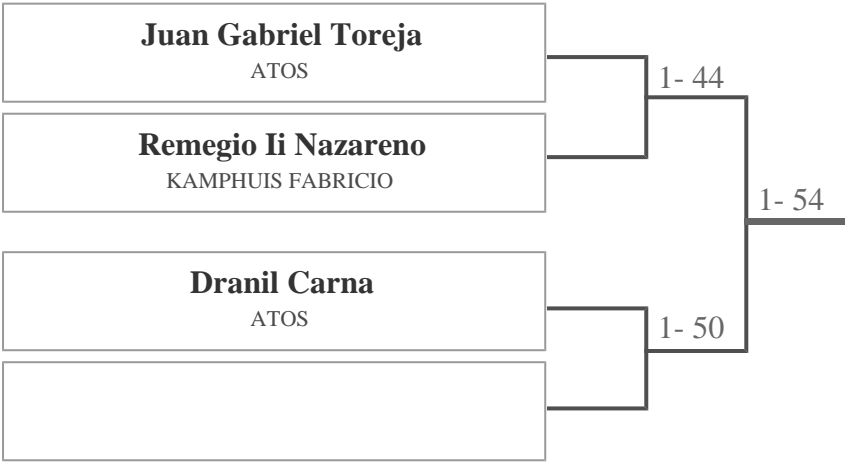 Juan Gabriel Toreja
ATOS
1- 44
Remegio Ii Nazareno
KAMPHUIS FABRICIO
1- 54
Dranil Carna
ATOS
1- 50